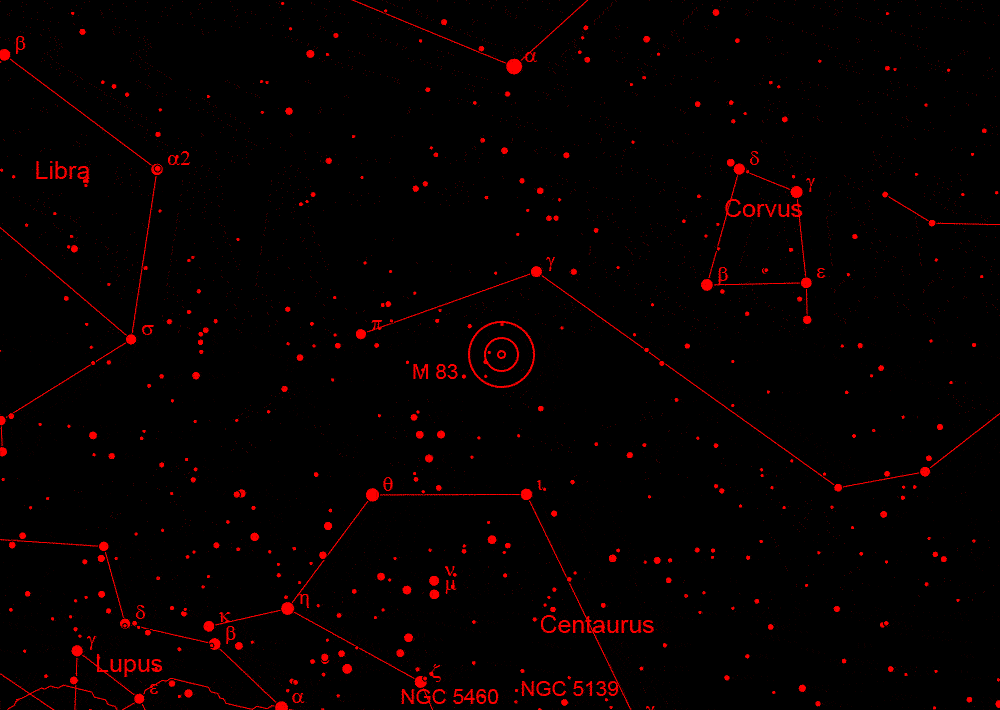 β
α
α2
δ
Libra
γ
Corvus
γ
β
ε
π
σ
M 83
θ
ι
ν
μ
η
δ
κ
Centaurus
β
γ
Lupus
ζ
ε
NGC 5139
α
NGC 5460